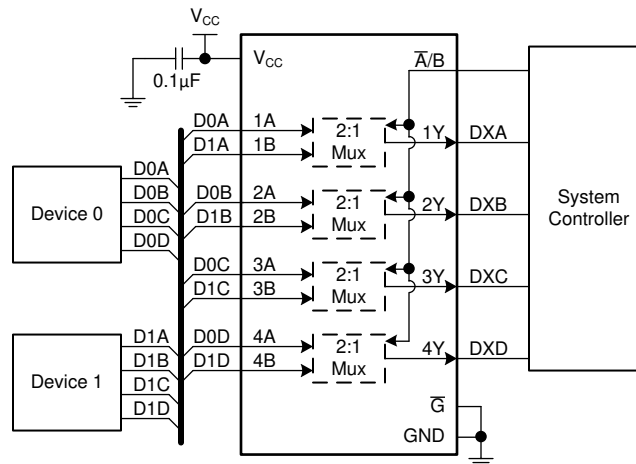 V_CC
0.1µF
V_CC
A̅/B
D0A 1A
D1A 1B
2:1
Mux
1Y DXA
D0B 2A
D1B 2B
2:1
Mux
2Y DXB
D0C 3A
D1C 3B
2:1
Mux
3Y DXC
D0D 4A
D1D 4B
2:1
Mux
4Y DXD
G̅
GND
Device 0
D0A
D0B
D0C
D0D
Device 1
D1A
D1B
D1C
D1D
System
Controller